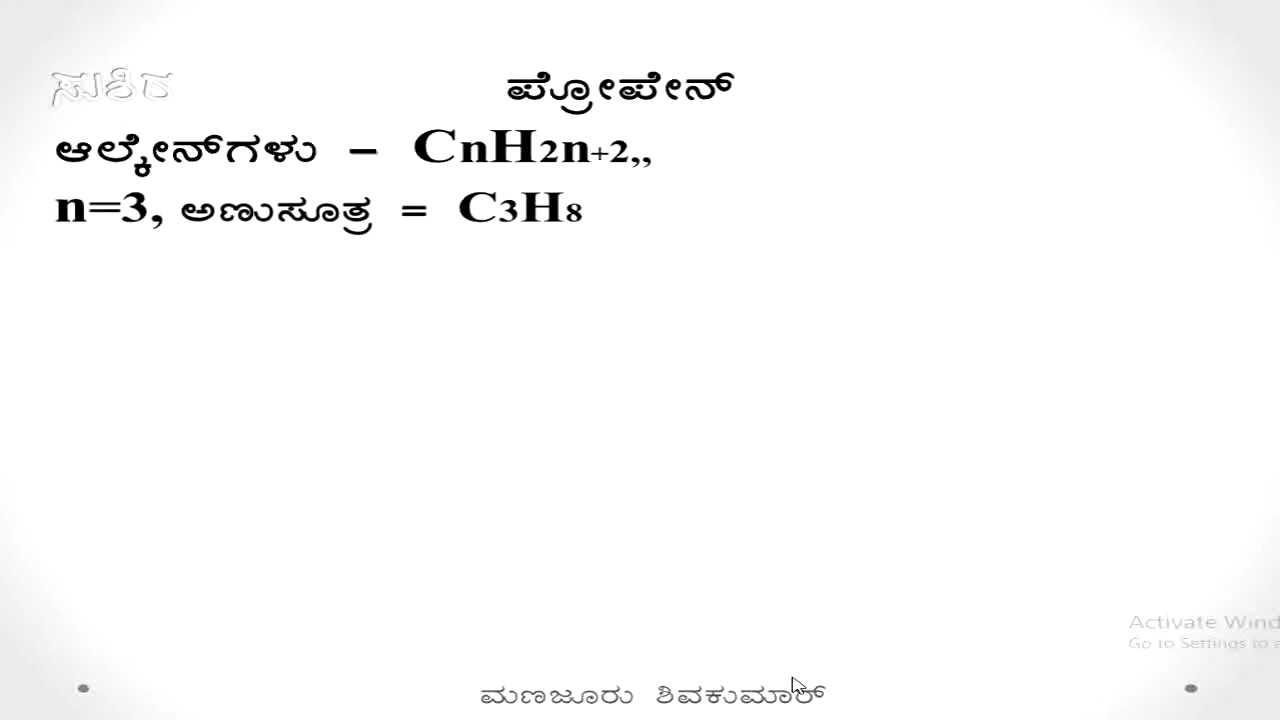 ಸುಶಿರ
ಪ್ರೋಪೇನ್
ಆಲ್ಕೇನ್‌ಗಳು – CnH2n+2,,
n=3, ಅಣುಸೂತ್ರ = C3H8
Activate Wind
Go to Settings to a
ಮಣಜೂರು ಶಿವಕುಮಾರ್